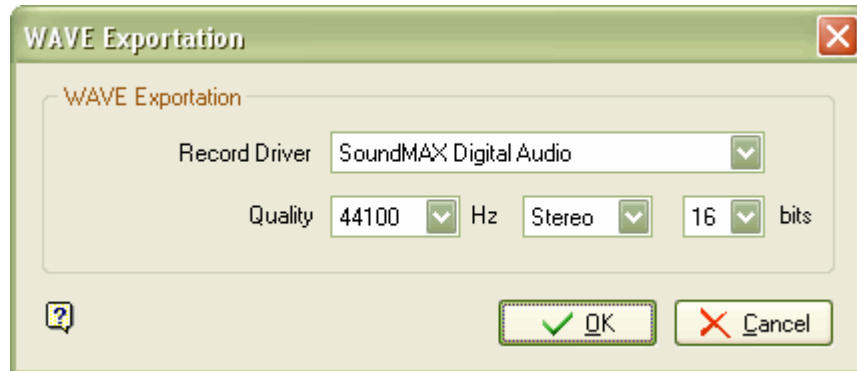 WAVE Exportation
WAVE Exportation
Record Driver SoundMAX Digital Audio
Quality 44100 Hz Stereo 16 bits
? OK Cancel